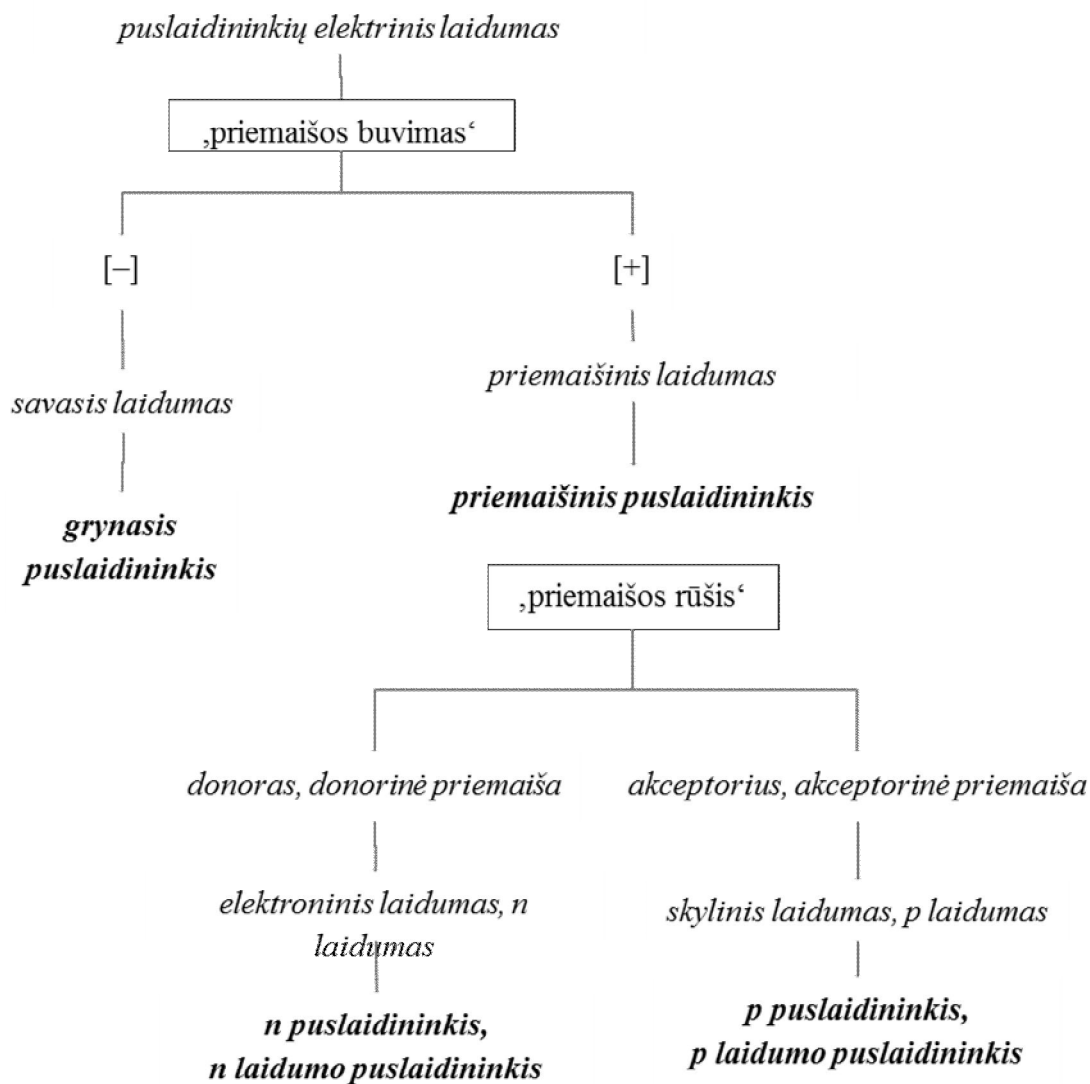 puslaidininkių elektrinis laidumas
‚priemaišos buvimas‘
[–]
[+]
savasis laidumas
priemaišinis laidumas
grynasis
puslaidininkis
priemaišinis puslaidininkis
‚priemaišos rūšis‘
donoras, donorinė priemaiša
akceptorius, akceptorinė priemaiša
elektroninis laidumas, n
laidumas
skylinis laidumas, p laidumas
n puslaidininkis,
n laidumo puslaidininkis
p puslaidininkis,
p laidumo puslaidininkis